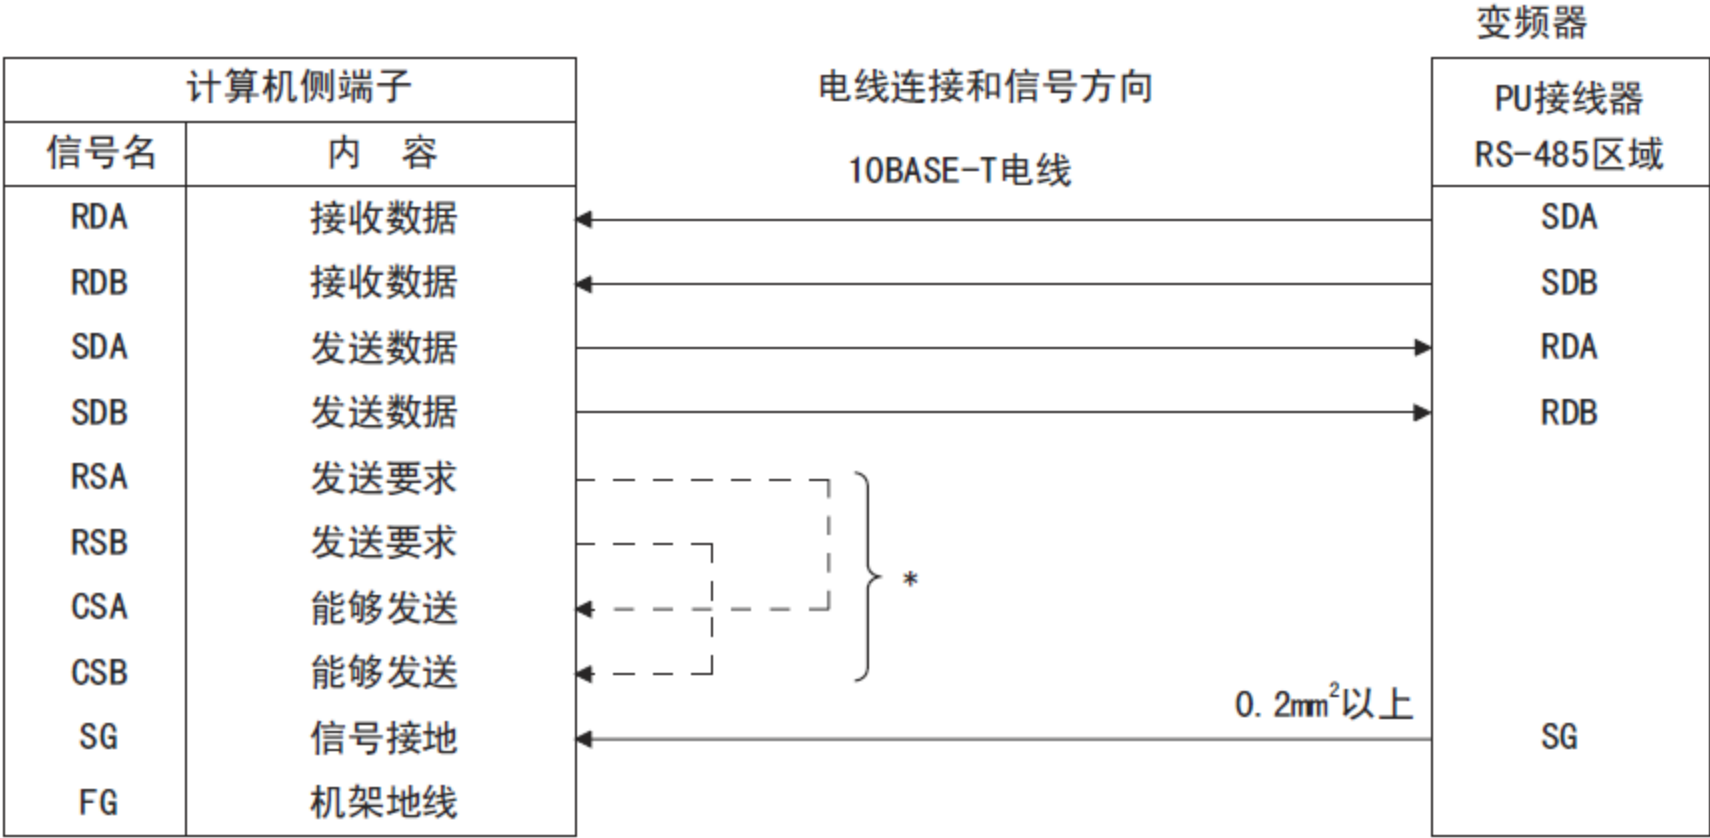 变频器
计算机侧端子 电线连接和信号方向 PU接线器
信号名 内 容 10BASE-T电线 RS-485区域
RDA 接收数据 SDA
RDB 接收数据 SDB
SDA 发送数据 RDA
SDB 发送数据 RDB
RSA 发送要求
RSB 发送要求
CSA 能够发送 *
CSB 能够发送
0.2mm²以上
SG 信号接地 SG
FG 机架地线